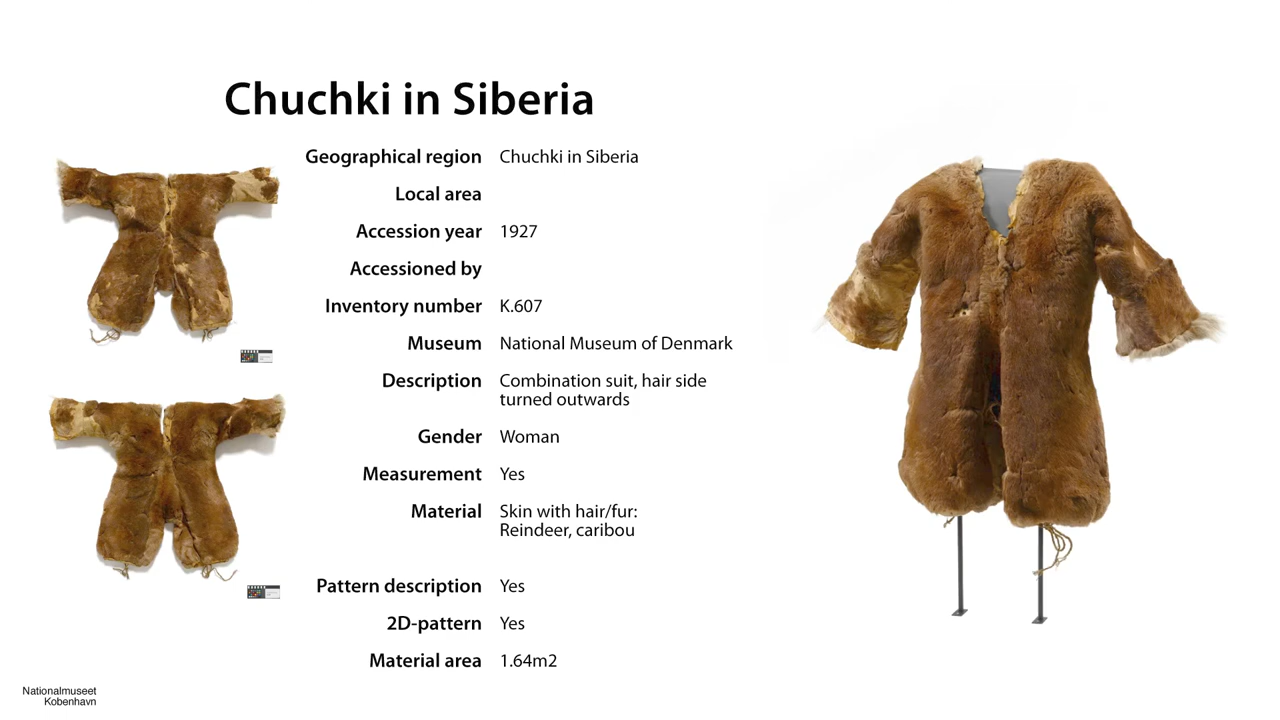 Chuchki in Siberia
Geographical region Chuchki in Siberia
Local area
Accession year 1927
Accessioned by
Inventory number K.607
Museum National Museum of Denmark
Description Combination suit, hair side
turned outwards
Gender Woman
Measurement Yes
Material Skin with hair/fur:
Reindeer, caribou
Pattern description Yes
2D-pattern Yes
Material area 1.64m2
Nationalmuseet
Kobenhavn